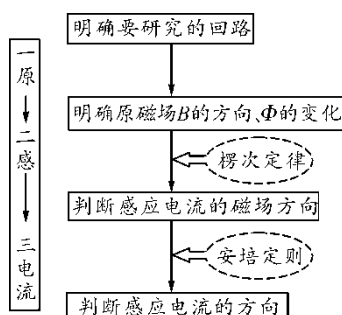 一原
二感
三电流
明确要研究的回路
明确原磁场B的方向、Φ的变化
楞次定律
判断感应电流的磁场方向
安培定则
判断感应电流的方向